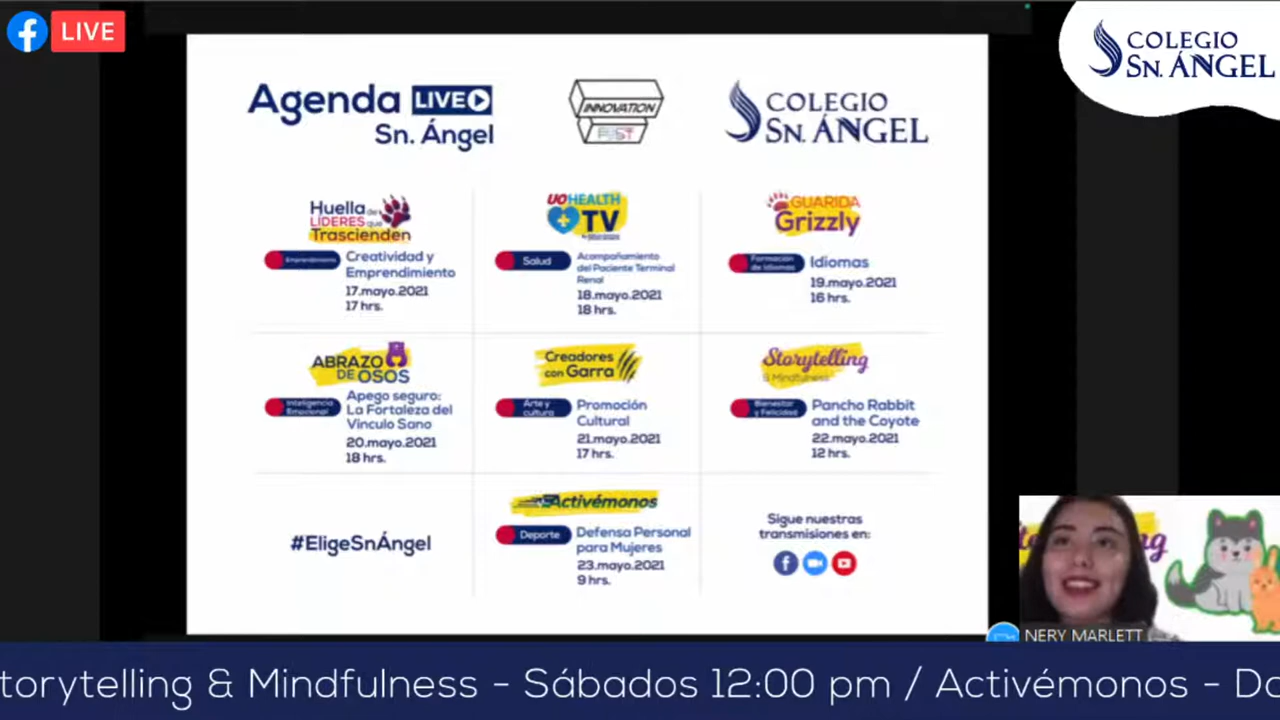 LIVE
COLEGIO
SN. ÁNGEL
Agenda LIVE
Sn. Ángel
INNOVATION
FEST
COLEGIO
SN. ÁNGEL
Huella de
LÍDERES que
Trascienden
Emprendimiento
Creatividad y
Emprendimiento
17.mayo.2021
17 hrs.
UO HEALTH
TV
Salud
Acompañamiento
del Paciente Terminal
Renal
18.mayo.2021
18 hrs.
GUARIDA
Grizzly
Formación
de Idiomas
Idiomas
19.mayo.2021
16 hrs.
ABRAZO
DE OSOS
Inteligencia
Emocional
Apego seguro:
La Fortaleza del
Vinculo Sano
20.mayo.2021
18 hrs.
Creadores
con Garra
Arte y
cultura
Promoción
Cultural
21.mayo.2021
17 hrs.
Storytelling
& Mindfulness
Bienestar
y Felicidad
Pancho Rabbit
and the Coyote
22.mayo.2021
12 hrs.
#EligeSnÁngel
Activémonos
Deporte
Defensa Personal
para Mujeres
23.mayo.2021
9 hrs.
Sigue nuestras
transmisiones en:
NERY MARLETT
torytelling & Mindfulness - Sábados 12:00 pm / Activémonos - Do